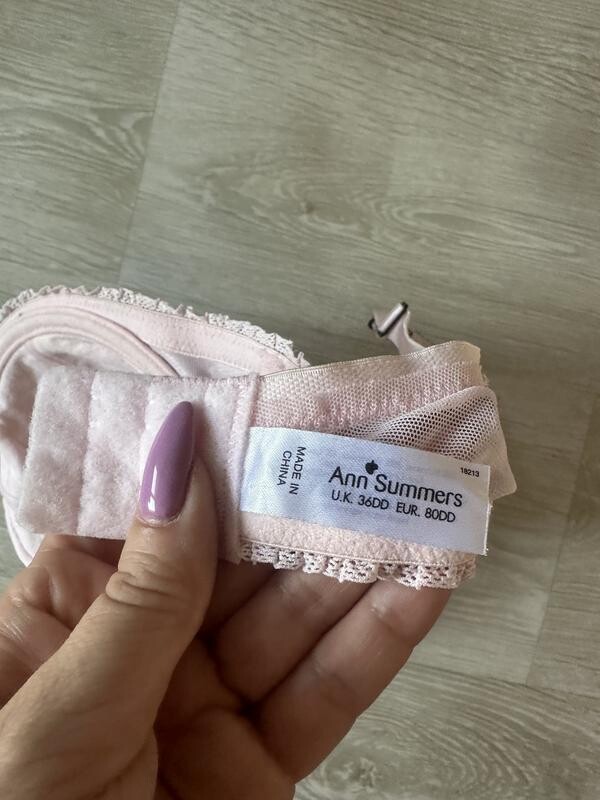 MADE IN
CHINA
18213
Ann Summers
U.K. 36DD EUR. 80DD